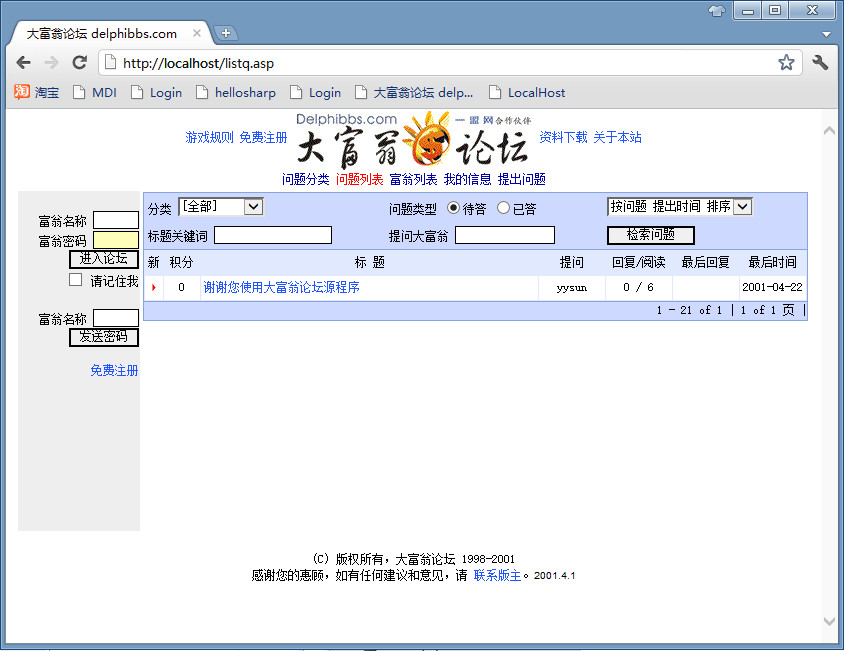 大富翁论坛 delphibbs.com
http://localhost/listq.asp
淘宝 MDI Login hellosharp Login 大富翁论坛 delp... LocalHost
Delphibbs.com 一盟网合作伙伴
游戏规则 免费注册 大富翁论坛 资料下载 关于本站
问题分类 问题列表 富翁列表 我的信息 提出问题
富翁名称
富翁密码
进入论坛
请记住我
富翁名称
发送密码
免费注册
分类 [全部] 问题类型 待答 已答 按问题 提出时间 排序
标题关键词 提问大富翁 检索问题
新 积分 标 题 提问 回复/阅读 最后回复 最后时间
0 谢谢您使用大富翁论坛源程序 yysun 0 / 6 2001-04-22
1 - 21 of 1 | 1 of 1 页 |
(C) 版权所有，大富翁论坛 1998-2001
感谢您的惠顾，如有任何建议和意见，请 联系版主。2001.4.1